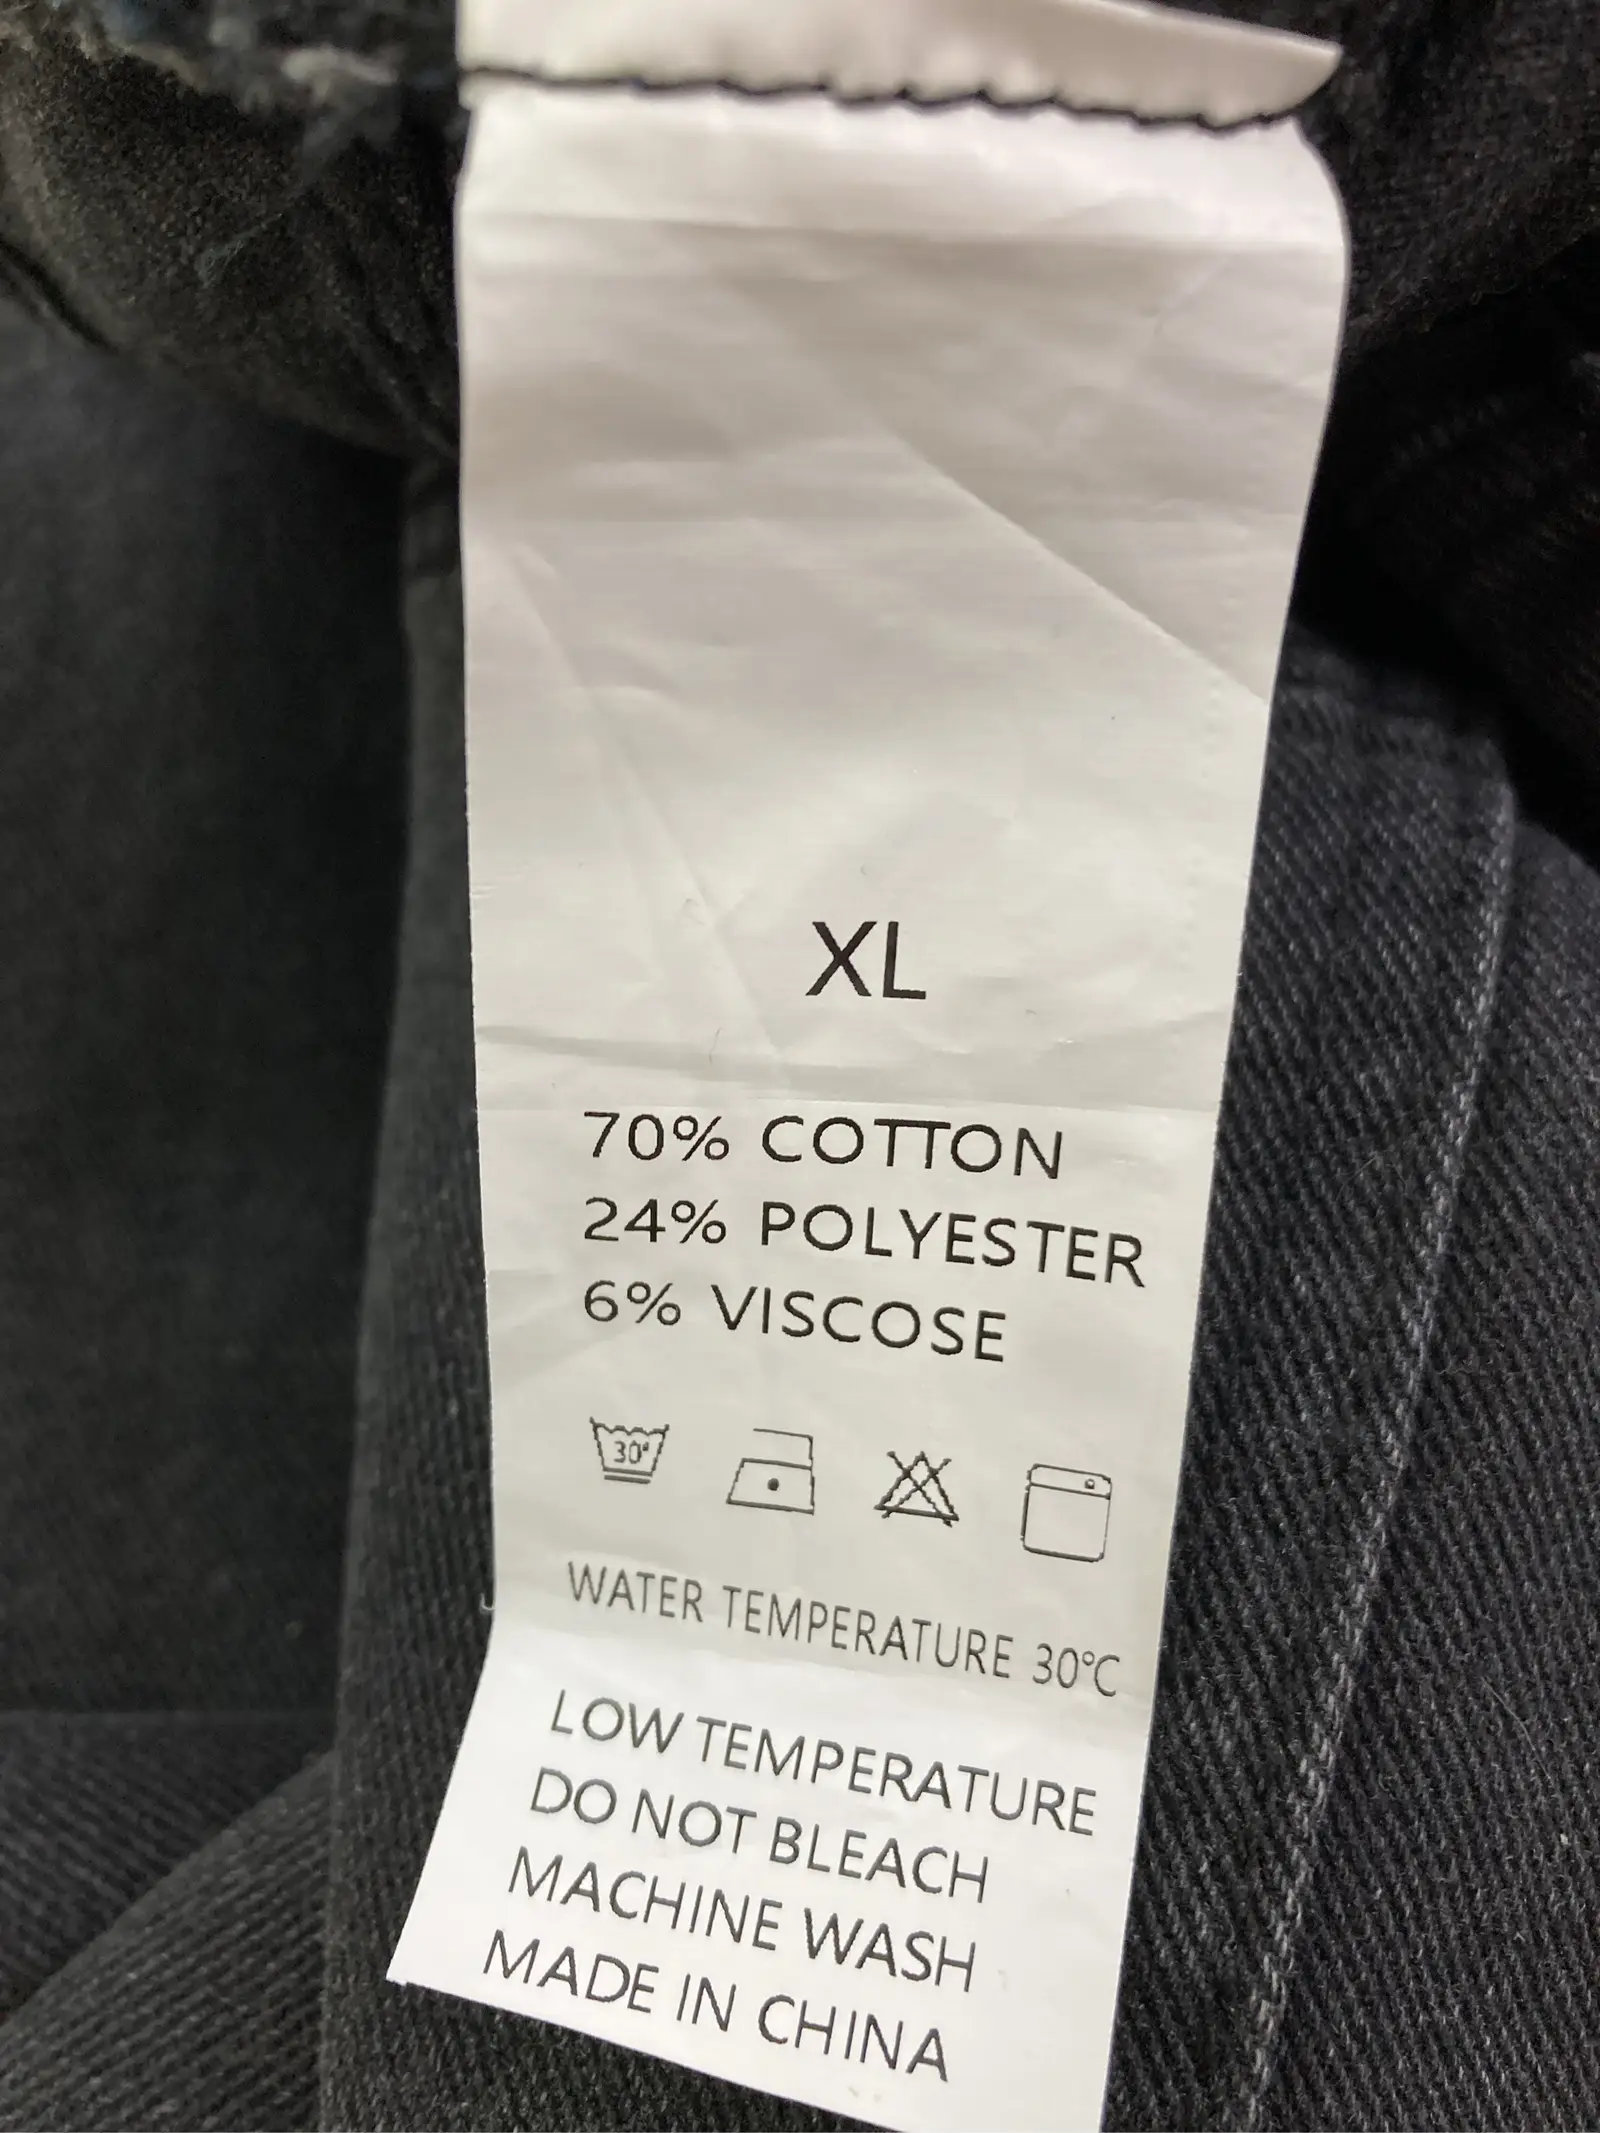 XL
70% COTTON
24% POLYESTER
6% VISCOSE
30°
WATER TEMPERATURE 30℃
LOW TEMPERATURE
DO NOT BLEACH
MACHINE WASH
MADE IN CHINA